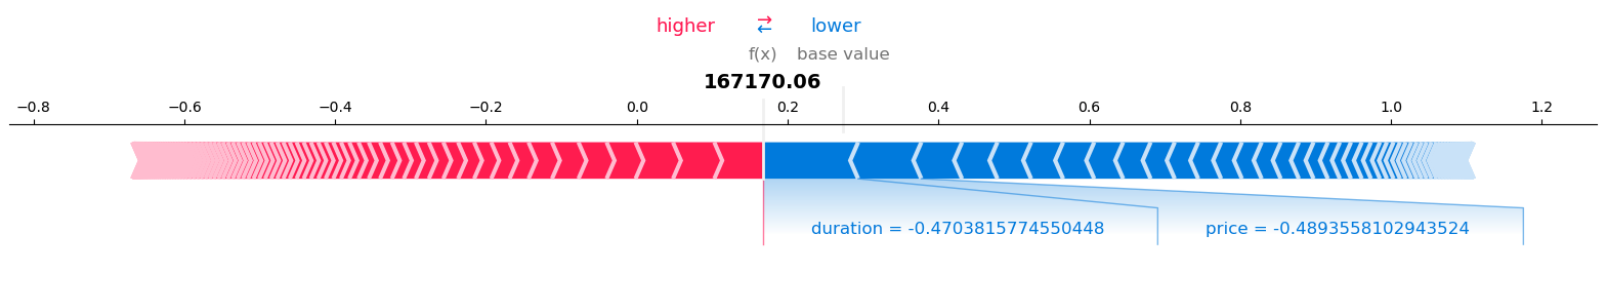 higher ⇄ lower
f(x) base value
167170.06
−0.8 −0.6 −0.4 −0.2 0.0 0.2 0.4 0.6 0.8 1.0 1.2
duration = -0.4703815774550448 price = -0.4893558102943524